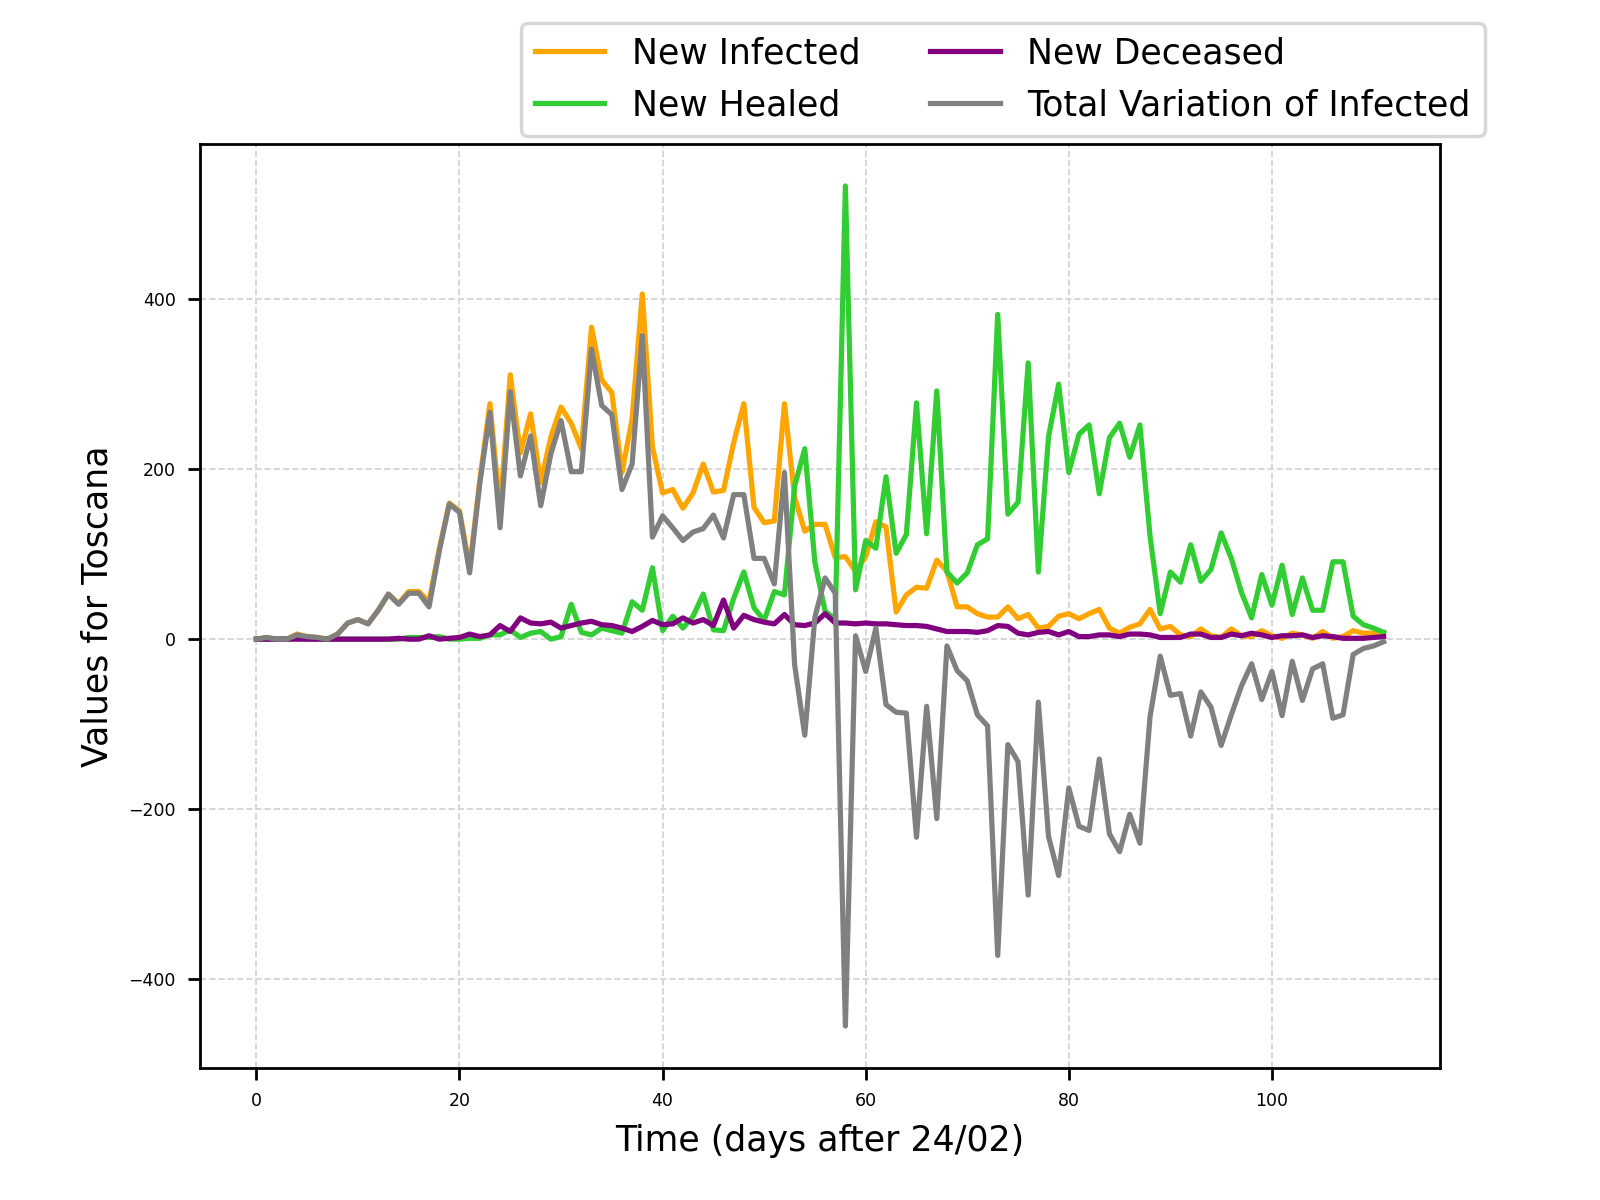 New Infected
New Healed
New Deceased
Total Variation of Infected
Values for Toscana
400
200
0
−200
−400
0 20 40 60 80 100
Time (days after 24/02)